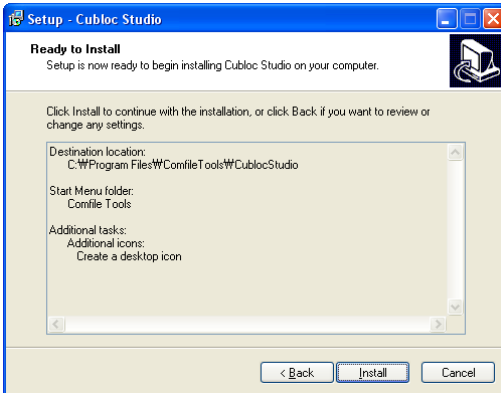 Setup - Cubloc Studio
Ready to Install
Setup is now ready to begin installing Cubloc Studio on your computer.
Click Install to continue with the installation, or click Back if you want to review or
change any settings.
Destination location:
C:₩Program Files₩ComfileTools₩CublocStudio
Start Menu folder:
Comfile Tools
Additional tasks:
Additional icons:
Create a desktop icon
< Back
Install
Cancel